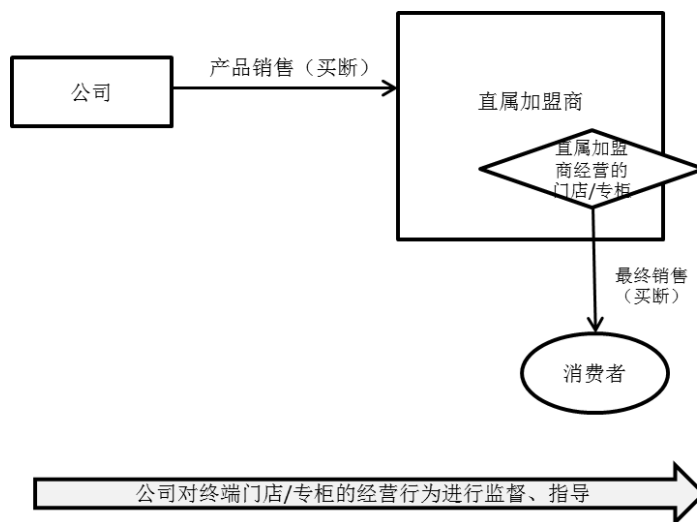 产品销售（买断）
公司
直属加盟商
直属加盟
商经营的
门店/专柜
最终销售
（买断）
消费者
公司对终端门店/专柜的经营行为进行监督、指导